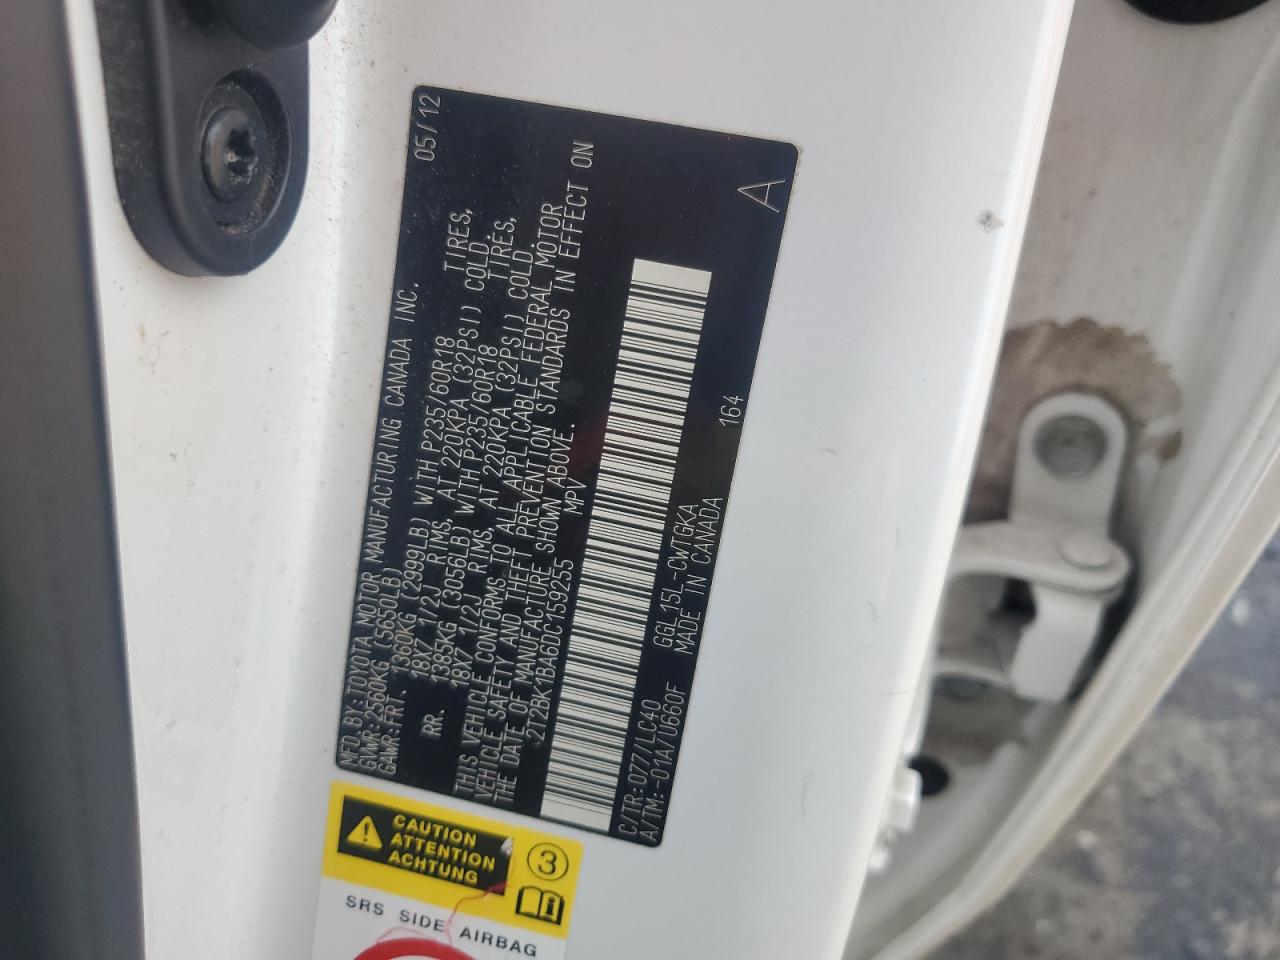 MFD.BY:TOYOTA MOTOR MANUFACTURING CANADA INC. 05/12
GVWR:2560KG(5650LB)
GAWR:FRT. 1360KG(2999LB) WITH P235/60R18 TIRES,
18X7 1/2J RIMS, AT 220KPA(32PSI) COLD.
RR. 1385KG(3056LB) WITH P235/60R18 TIRES,
18X7 1/2J RIMS, AT 220KPA(32PSI) COLD.
THIS VEHICLE CONFORMS TO ALL APPLICABLE FEDERAL MOTOR
VEHICLE SAFETY AND THEFT PREVENTION STANDARDS IN EFFECT ON
THE DATE OF MANUFACTURE SHOWN ABOVE.
2T2BK1BA6DC159255 MPV A
C/TR:077/LC40 GGL15L-CWTGKA 164
A/TM:-01A/U660F MADE IN CANADA
CAUTION
ATTENTION
ACHTUNG
3
SRS SIDE AIRBAG